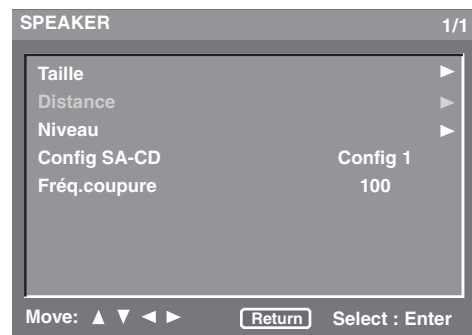 SPEAKER 1/1
Taille ►
Distance ►
Niveau ►
Config SA-CD Config 1
Fréq.coupure 100
Move: ▲ ▼ ◄ ► Return Select : Enter